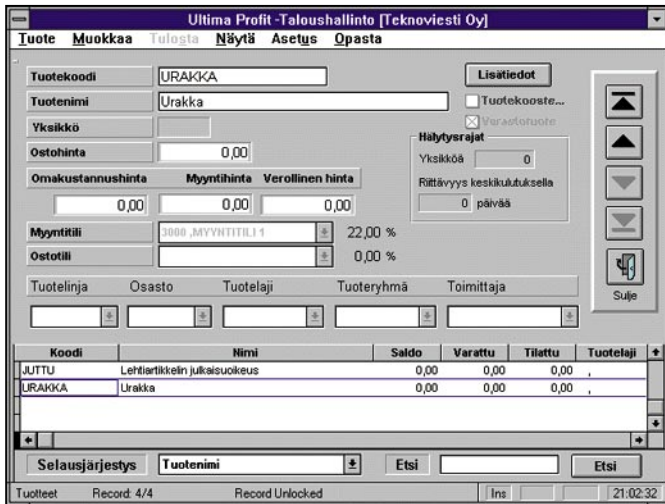 Ultima Profit -Taloushallinto [Teknoviesti Oy]
Tuote Muokkaa Tulosta Näytä Asetus Opasta
Tuotekoodi URAKKA Lisätiedot
Tuotenimi Urakka Tuotekooste...
Yksikkö Varastotuote
Ostohinta 0,00
Hälytysrajat
Yksikköä 0
Omakustannushinta Myyntihinta Verollinen hinta
Riittävyys keskikulutuksella
0,00 0,00 0,00
0 päivää
Myyntitili 3000 ,MYYNTITILI 1 22,00 %
Ostotili 0,00 %
Sulje
Tuotelinja Osasto Tuotelaji Tuoteryhmä Toimittaja
Koodi Nimi Saldo Varattu Tilattu Tuotelaji
JUTTU Lehtiartikkelin julkaisuoikeus 0,00 0,00 0,00 ,
URAKKA Urakka 0,00 0,00 0,00 ,
Selausjärjestys Tuotenimi Etsi Etsi
Tuotteet Record: 4/4 Record Unlocked Ins 21:02:32